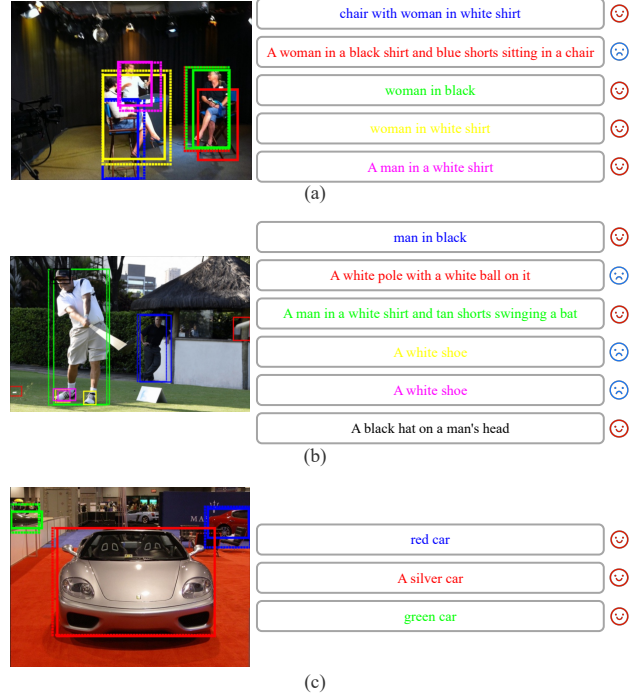 chair with woman in white shirt
A woman in a black shirt and blue shorts sitting in a chair
woman in black
woman in white shirt
A man in a white shirt
(a)
man in black
A white pole with a white ball on it
A man in a white shirt and tan shorts swinging a bat
A white shoe
A white shoe
A black hat on a man's head
(b)
red car
A silver car
green car
(c)